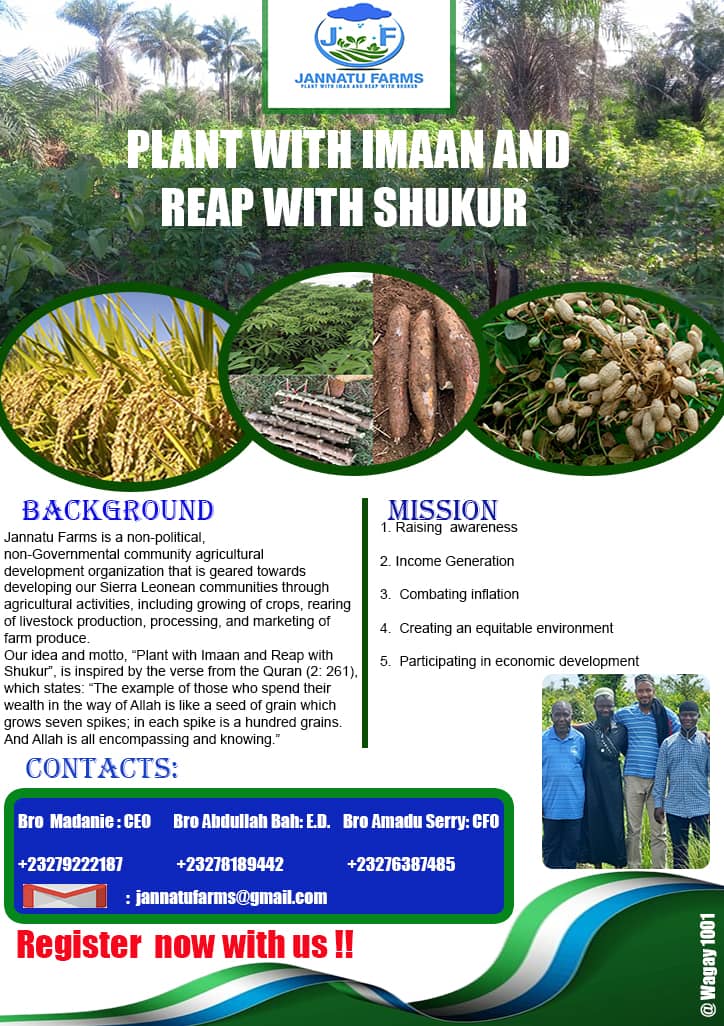 J F
JANNATU FARMS
PLANT WITH IMAN AND REAP WITH SHUKUR
PLANT WITH IMAAN AND
REAP WITH SHUKUR
BACKGROUND
Jannatu Farms is a non-political,
non-Governmental community agricultural
development organization that is geared towards
developing our Sierra Leonean communities through
agricultural activities, including growing of crops, rearing
of livestock production, processing, and marketing of
farm produce.
Our idea and motto, “Plant with Imaan and Reap with
Shukur”, is inspired by the verse from the Quran (2: 261),
which states: “The example of those who spend their
wealth in the way of Allah is like a seed of grain which
grows seven spikes; in each spike is a hundred grains.
And Allah is all encompassing and knowing.”
MISSION
1. Raising awareness
2. Income Generation
3. Combating inflation
4. Creating an equitable environment
5. Participating in economic development
CONTACTS:
Bro Madanie : CEO Bro Abdullah Bah: E.D. Bro Amadu Serry: CFO
+23279222187 +23278189442 +23276387485
: jannatufarms@gmail.com
Register now with us !!
@ Wagay 1001